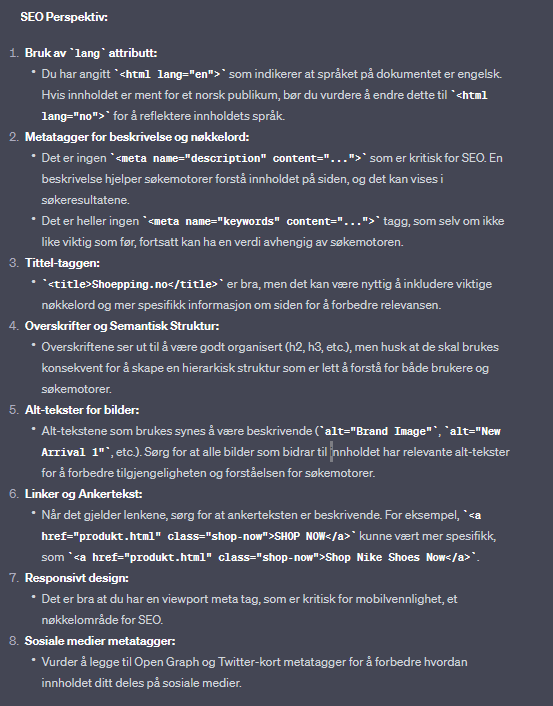 SEO Perspektiv:
1. Bruk av `lang` attributt:
• Du har angitt `<html lang="en">` som indikerer at språket på dokumentet er engelsk.
Hvis innholdet er ment for et norsk publikum, bør du vurdere å endre dette til `<html
lang="no">` for å reflektere innholdets språk.
2. Metatagger for beskrivelse og nøkkelord:
• Det er ingen `<meta name="description" content="...">` som er kritisk for SEO. En
beskrivelse hjelper søkemotorer forstå innholdet på siden, og det kan vises i
søkeresultatene.
• Det er heller ingen `<meta name="keywords" content="...">` tagg, som selv om ikke
like viktig som før, fortsatt kan ha en verdi avhengig av søkemotoren.
3. Tittel-taggen:
• `<title>Shoepping.no</title>` er bra, men det kan være nyttig å inkludere viktige
nøkkelord og mer spesifikk informasjon om siden for å forbedre relevansen.
4. Overskrifter og Semantisk Struktur:
• Overskriftene ser ut til å være godt organisert (h2, h3, etc.), men husk at de skal brukes
konsekvent for å skape en hierarkisk struktur som er lett å forstå for både brukere og
søkemotorer.
5. Alt-tekster for bilder:
• Alt-tekstene som brukes synes å være beskrivende (`alt="Brand Image"`, `alt="New
Arrival 1"`, etc.). Sørg for at alle bilder som bidrar til innholdet har relevante alt-tekster
for å forbedre tilgjengeligheten og forståelsen for søkemotorer.
6. Linker og Ankertekst:
• Når det gjelder lenkene, sørg for at ankerteksten er beskrivende. For eksempel, `<a
href="produkt.html" class="shop-now">SHOP NOW</a>` kunne vært mer spesifikk,
som `<a href="produkt.html" class="shop-now">Shop Nike Shoes Now</a>`.
7. Responsivt design:
• Det er bra at du har en viewport meta tag, som er kritisk for mobilvennlighet, et
nøkkelområde for SEO.
8. Sosiale medier metatagger:
• Vurder å legge til Open Graph og Twitter-kort metatagger for å forbedre hvordan
innholdet ditt deles på sosiale medier.